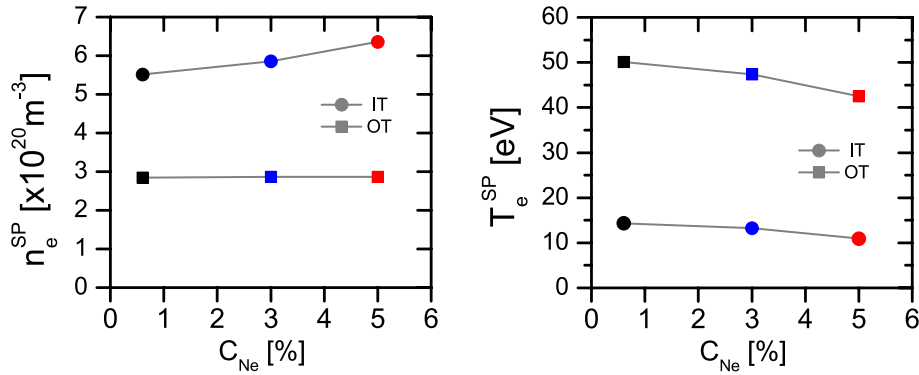 7
6
5
4
3
2
1
0
n_e^SP [x10^20 m^-3]
IT
OT
0 1 2 3 4 5 6
C_Ne [%]
60
50
40
30
20
10
0
T_e^SP [eV]
IT
OT
0 1 2 3 4 5 6
C_Ne [%]